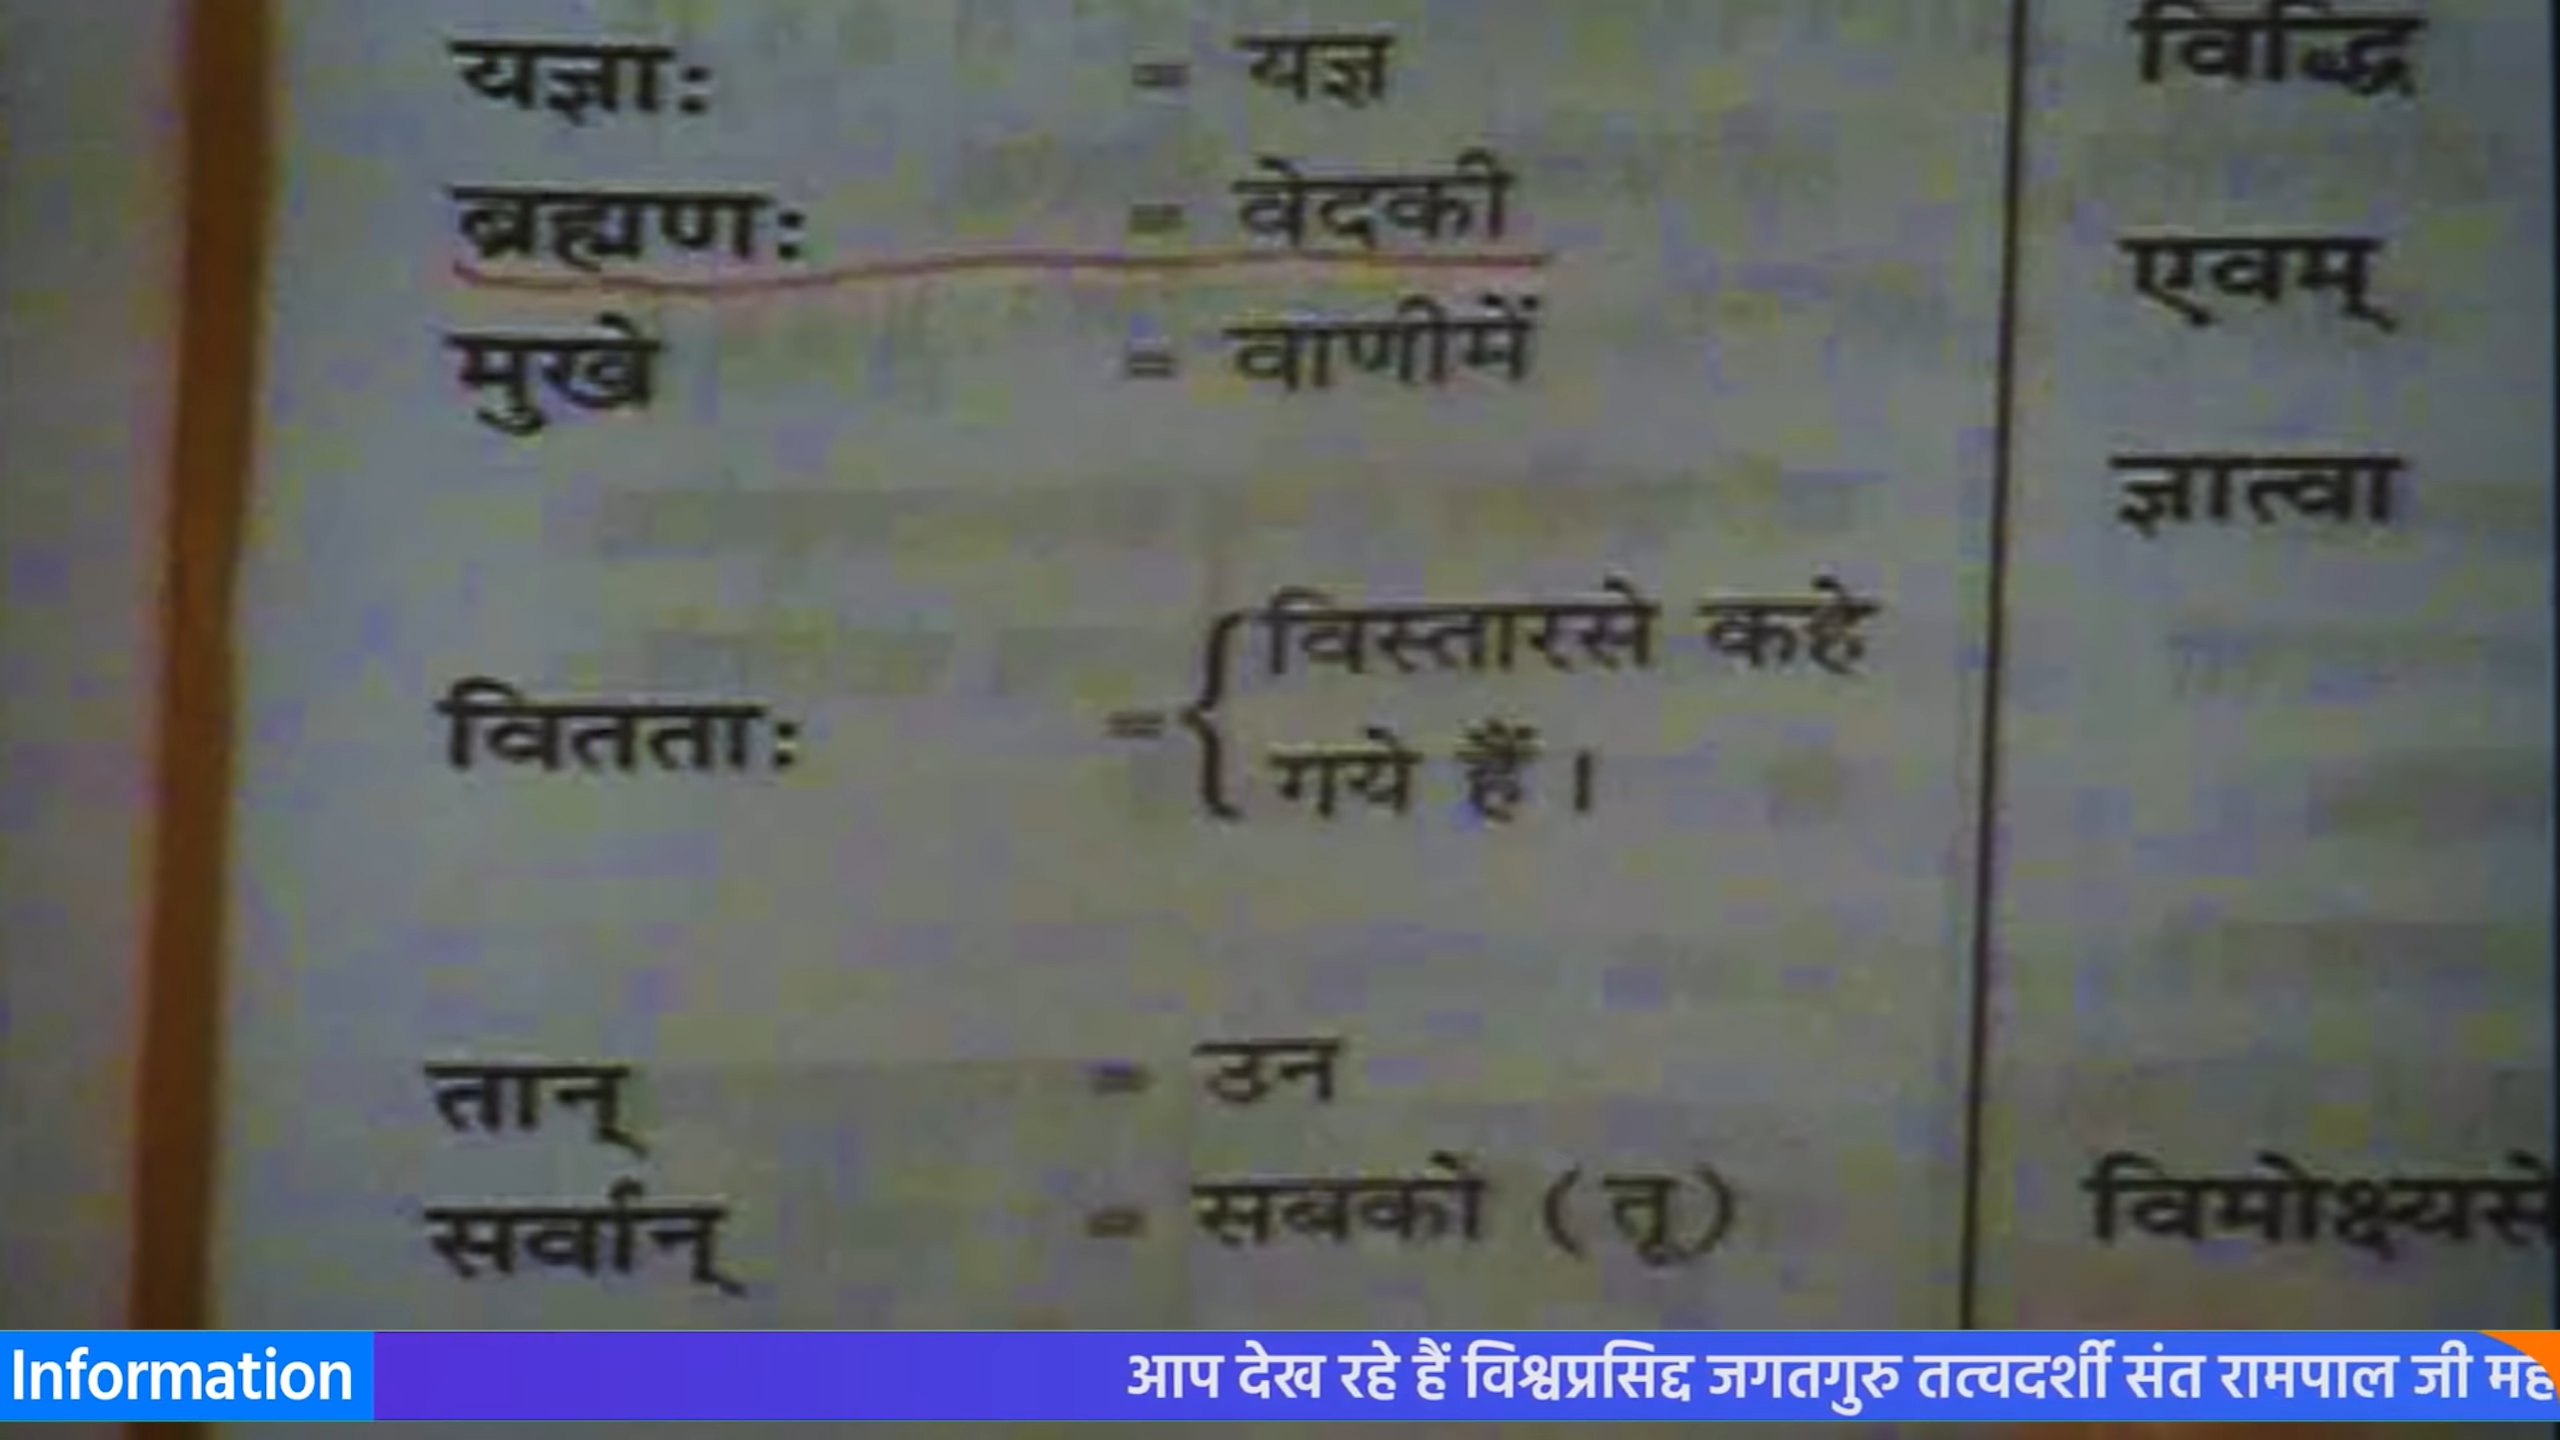 यज्ञाः = यज्ञ
ब्रह्मणः = वेदकी
मुखे = वाणीमें
वितताः = { विस्तारसे कहे
गये हैं ।
तान् = उन
सर्वान् = सबको ( तू )
विद्धि
एवम्
ज्ञात्वा
विमोक्ष्यसे
Information
आप देख रहे हैं विश्वप्रसिद्द जगतगुरु तत्वदर्शी संत रामपाल जी मह